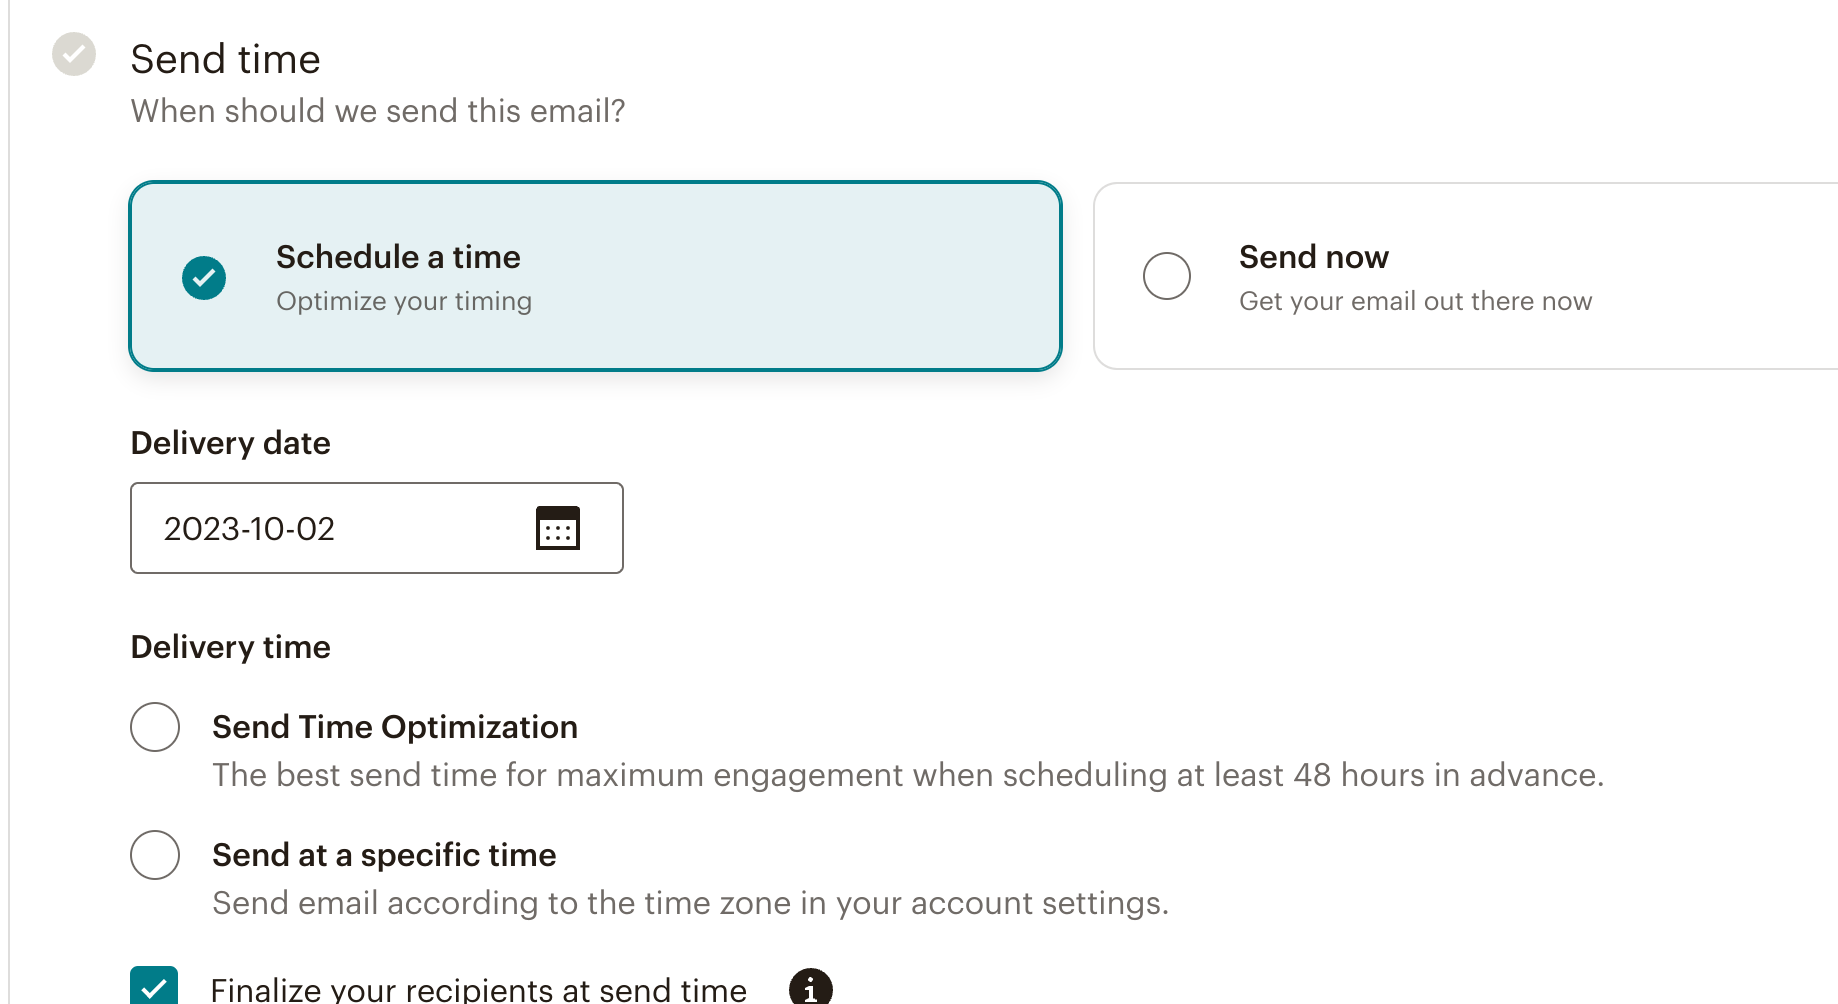 Send time
When should we send this email?
Schedule a time
Optimize your timing
Send now
Get your email out there now
Delivery date
2023-10-02
Delivery time
Send Time Optimization
The best send time for maximum engagement when scheduling at least 48 hours in advance.
Send at a specific time
Send email according to the time zone in your account settings.
Finalize your recipients at send time